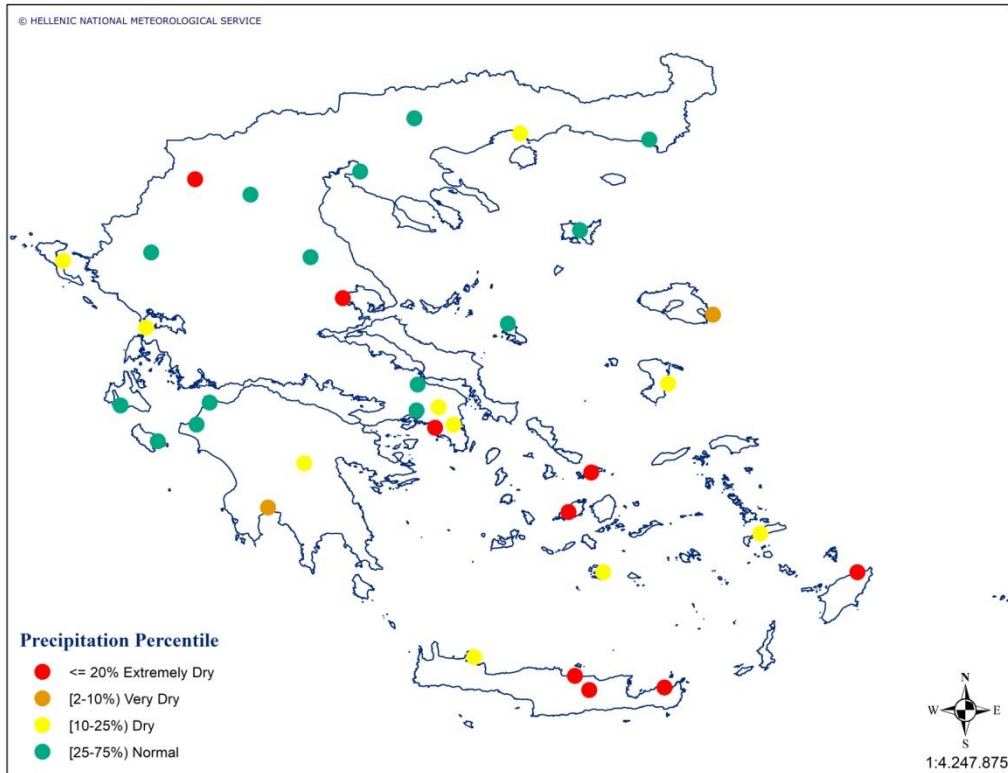 © HELLENIC NATIONAL METEOROLOGICAL SERVICE
Precipitation Percentile
<= 20% Extremely Dry
[2-10%) Very Dry
[10-25%) Dry
[25-75%) Normal
N
W E
S
1:4.247.875